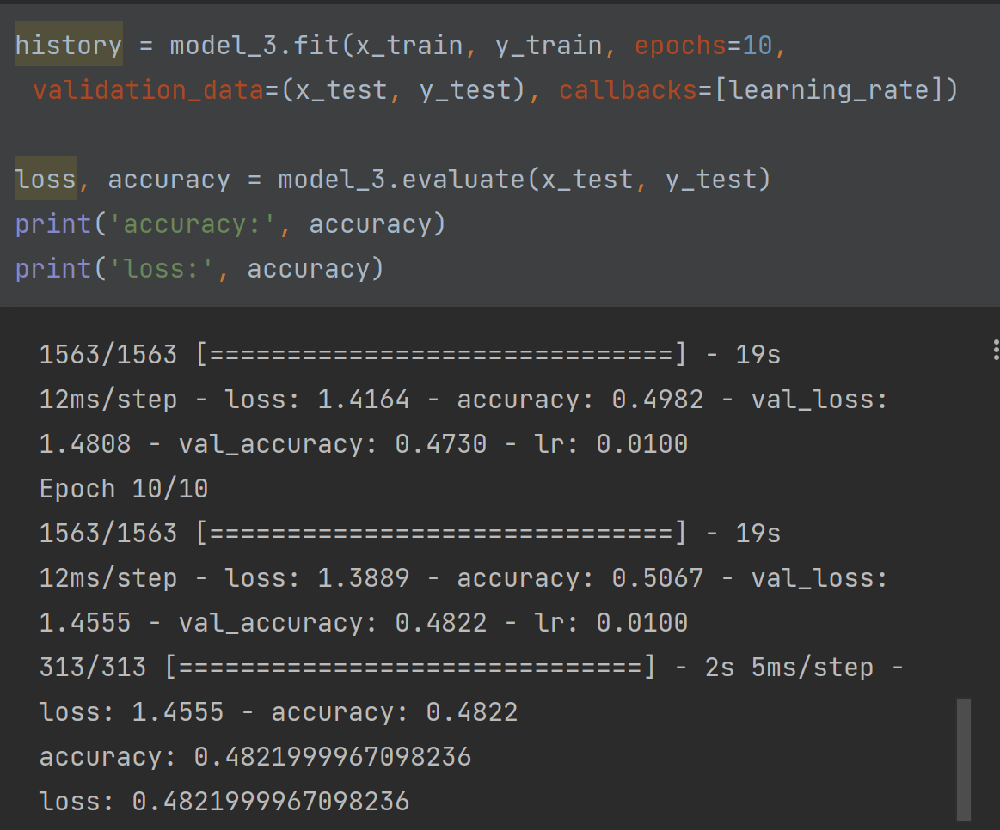 history = model_3.fit(x_train, y_train, epochs=10,
 validation_data=(x_test, y_test), callbacks=[learning_rate])

loss, accuracy = model_3.evaluate(x_test, y_test)
print('accuracy:', accuracy)
print('loss:', accuracy)
1563/1563 [==============================] - 19s
12ms/step - loss: 1.4164 - accuracy: 0.4982 - val_loss:
1.4808 - val_accuracy: 0.4730 - lr: 0.0100
Epoch 10/10
1563/1563 [==============================] - 19s
12ms/step - loss: 1.3889 - accuracy: 0.5067 - val_loss:
1.4555 - val_accuracy: 0.4822 - lr: 0.0100
313/313 [==============================] - 2s 5ms/step -
loss: 1.4555 - accuracy: 0.4822
accuracy: 0.4821999967098236
loss: 0.4821999967098236